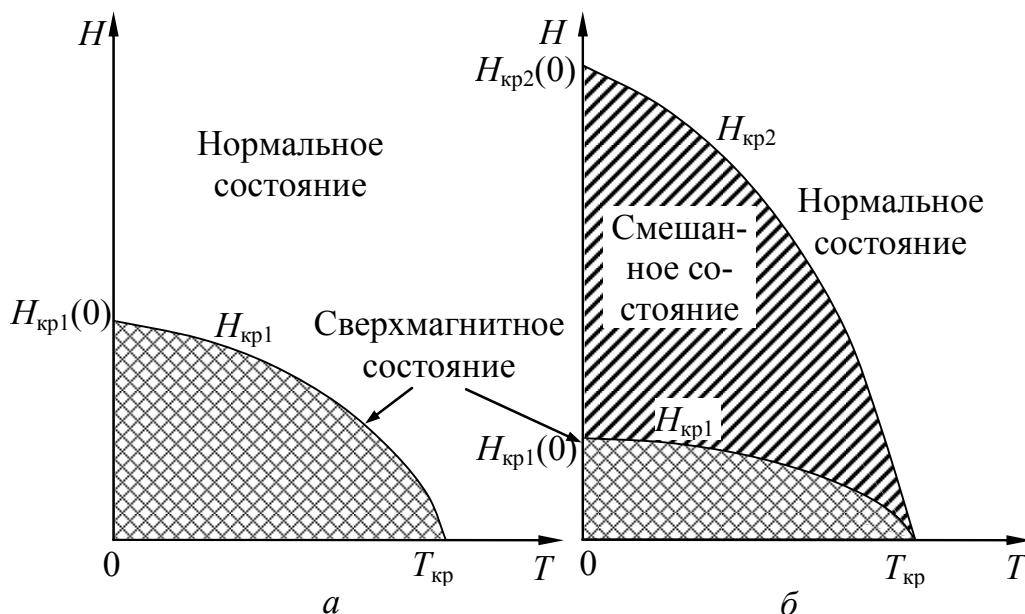 H
Hкр1(0)
Нормальное
состояние
Hкр1
Сверхмагнитное
состояние
0
Tкр
T
а
H
Hкр2(0)
Hкр2
Нормальное
состояние
Смешан-
ное со-
стояние
Hкр1
Hкр1(0)
0
Tкр
T
б